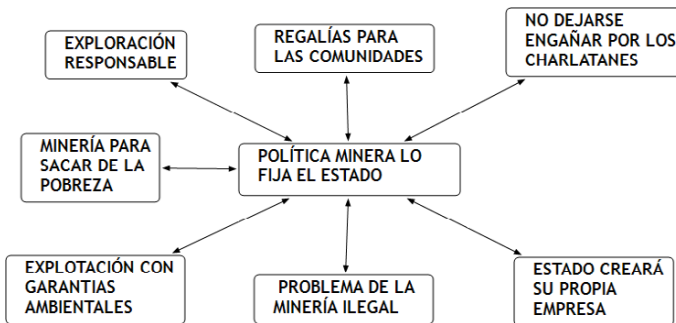 EXPLORACIÓN
RESPONSABLE
REGALÍAS PARA
LAS COMUNIDADES
NO DEJARSE
ENGAÑAR POR LOS
CHARLATANES
MINERÍA PARA
SACAR DE LA
POBREZA
POLÍTICA MINERA LO
FIJA EL ESTADO
EXPLOTACIÓN CON
GARANTIAS
AMBIENTALES
PROBLEMA DE LA
MINERÍA ILEGAL
ESTADO CREARÁ
SU PROPIA
EMPRESA